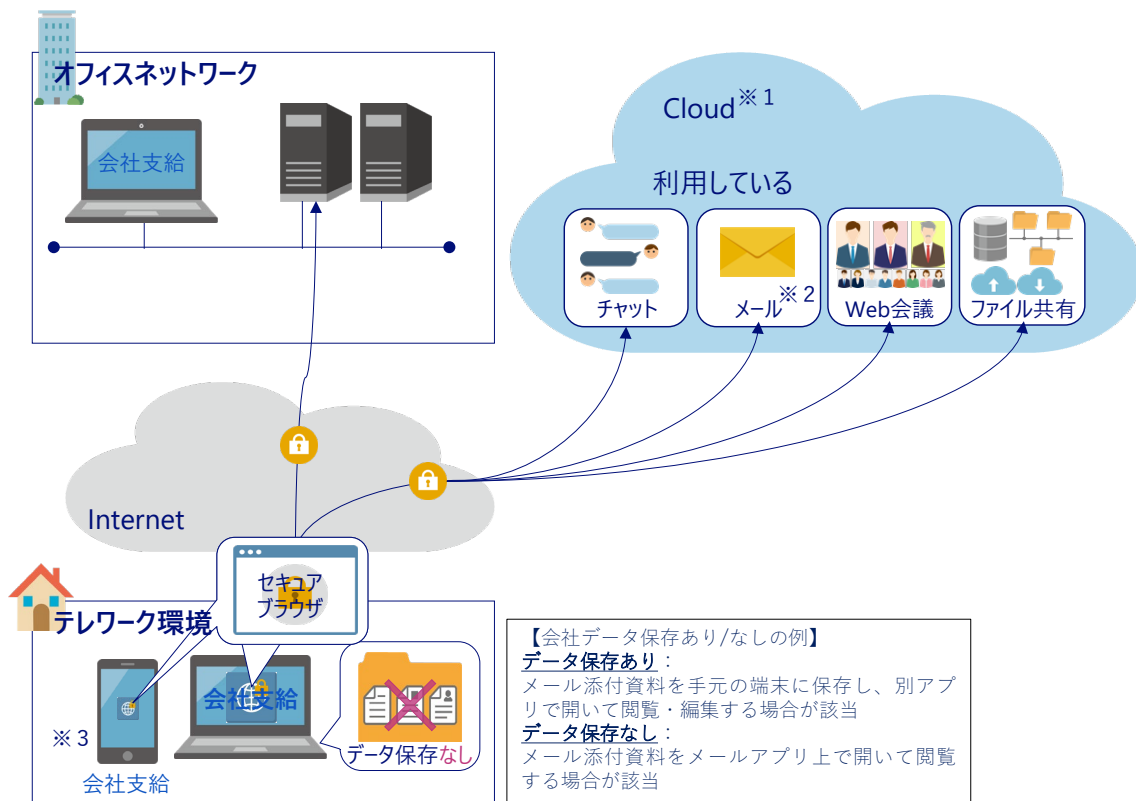 オフィスネットワーク
会社支給
Cloud※1
利用している
チャット
メール※2
Web会議
ファイル共有
Internet
セキュア
ブラウザ
テレワーク環境
会社支給
データ保存なし
※3
会社支給
【会社データ保存あり/なしの例】
データ保存あり：
メール添付資料を手元の端末に保存し、別アプ
リで開いて閲覧・編集する場合が該当
データ保存なし：
メール添付資料をメールアプリ上で開いて閲覧
する場合が該当